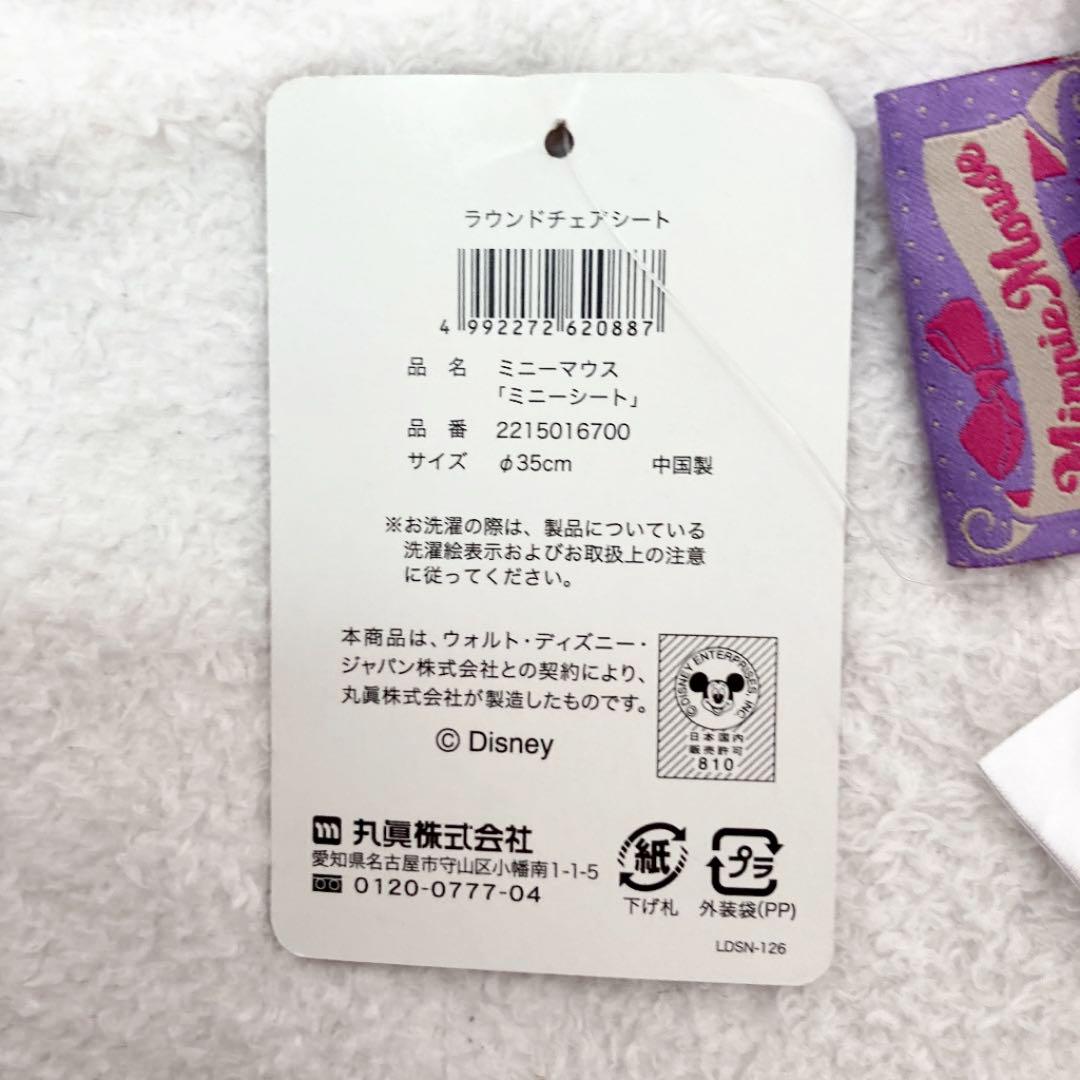 ラウンドチェアシート
4 992272 620887
品 名 ミニーマウス
「ミニーシート」
品 番 2215016700
サイズ φ35cm 中国製
※お洗濯の際は、製品についている
洗濯絵表示およびお取扱上の注意
に従ってください。
本商品は、ウォルト・ディズニー・
ジャパン株式会社との契約により、
丸眞株式会社が製造したものです。
© Disney
©DISNEY ENTERPRISES, INC.
日本国内
販売許可
810
m 丸眞株式会社
愛知県名古屋市守山区小幡南1-1-5
0120-0777-04
紙
下げ札
プラ
外装袋(PP)
LDSN-126
Minnie Mouse